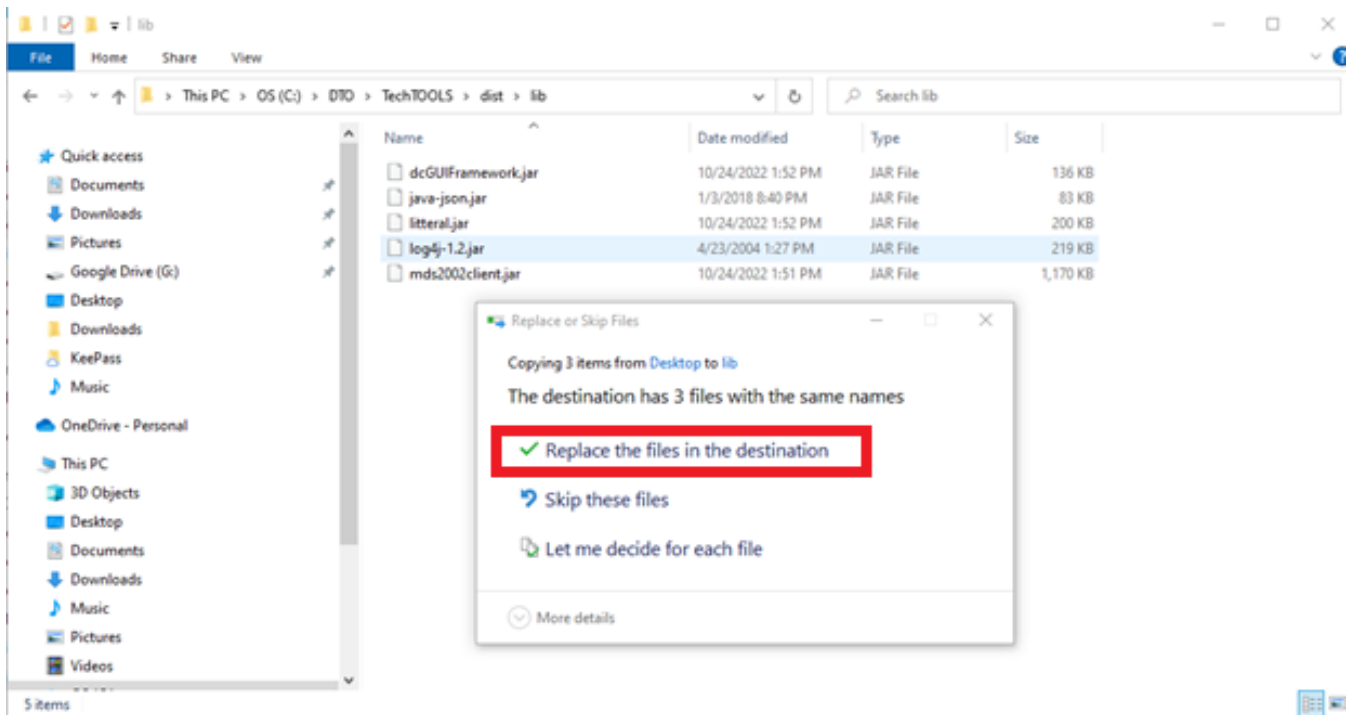 lib
File Home Share View
This PC > OS (C:) > DTO > TechTOOLS > dist > lib
Search lib
Name Date modified Type Size
Quick access
Documents
Downloads
Pictures
Google Drive (G:)
Desktop
Downloads
KeePass
Music
OneDrive - Personal
This PC
3D Objects
Desktop
Documents
Downloads
Music
Pictures
Videos
dcGUIFramework.jar 10/24/2022 1:52 PM JAR File 136 KB
java-json.jar 1/3/2018 8:40 PM JAR File 83 KB
litteral.jar 10/24/2022 1:52 PM JAR File 200 KB
log4j-1.2.jar 4/23/2004 1:27 PM JAR File 219 KB
mds2002client.jar 10/24/2022 1:51 PM JAR File 1,170 KB
Replace or Skip Files
Copying 3 items from Desktop to lib
The destination has 3 files with the same names
Replace the files in the destination
Skip these files
Let me decide for each file
More details
5 items